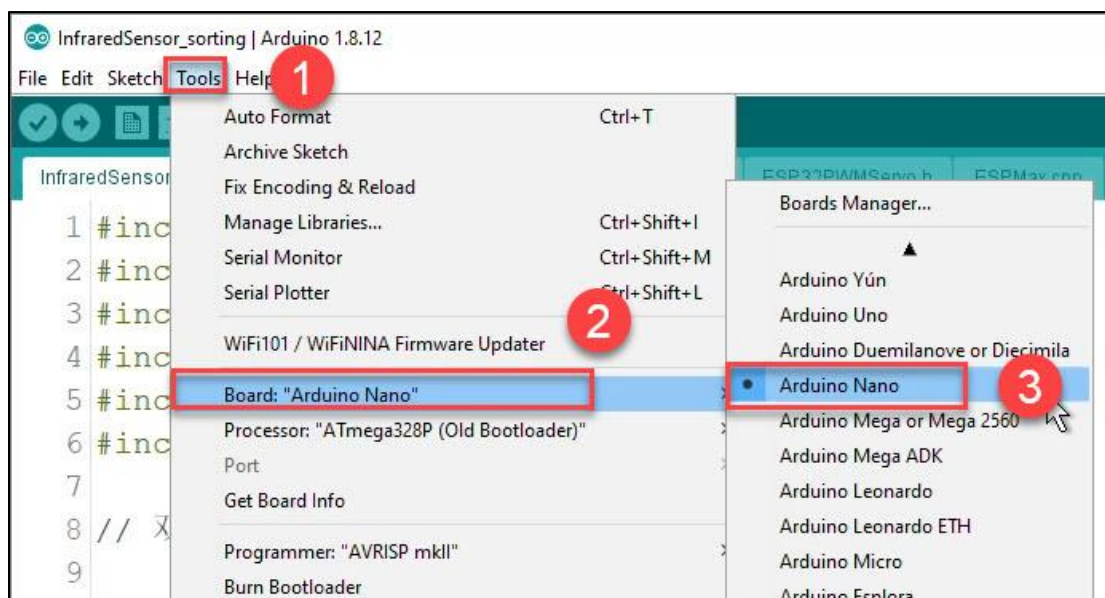 InfraredSensor_sorting | Arduino 1.8.12
File Edit Sketch Tools Help
1
Auto Format Ctrl+T
Archive Sketch
Fix Encoding & Reload
Manage Libraries... Ctrl+Shift+I
Serial Monitor Ctrl+Shift+M
Serial Plotter Ctrl+Shift+L
2
WiFi101 / WiFiNINA Firmware Updater
Board: "Arduino Nano"
Processor: "ATmega328P (Old Bootloader)"
Port
Get Board Info
Programmer: "AVRISP mkII"
Burn Bootloader
InfraredSensor
ESP32PWMServo.h ESPMax.cpp
1 #inc
2 #inc
3 #inc
4 #inc
5 #inc
6 #inc
7
8 //
9
Boards Manager...
Arduino Yún
Arduino Uno
Arduino Duemilanove or Diecimila
Arduino Nano
3
Arduino Mega or Mega 2560
Arduino Mega ADK
Arduino Leonardo
Arduino Leonardo ETH
Arduino Micro
Arduino Esplora